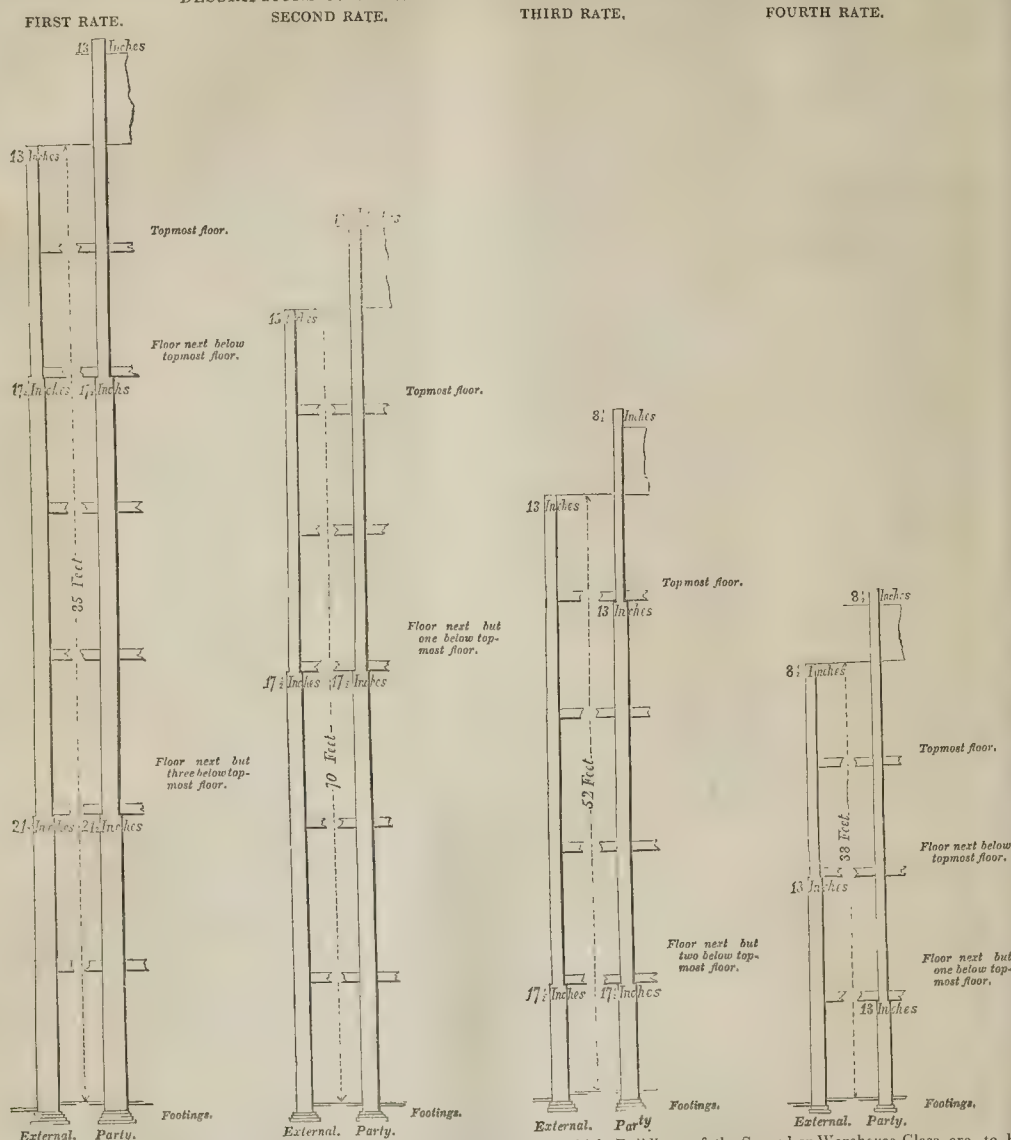 FIRST RATE.
SECOND RATE.
THIRD RATE.
FOURTH RATE.
13 Inches
13 Inches
Topmost floor.
Floor next below
topmost floor.
17½ Inches 17½ Inchs
85 Feet
Floor next but
three below top-
most floor.
21½ Inches 21½ Inchs
Footings.
External. Party.
13 Inches
Topmost floor.
Floor next but
one below top-
most floor.
17½ Inches 17½ Inches
70 Feet
Footings.
External. Party.
8½ Inches
13 Inches
Topmost floor.
13 Inches
52 Feet.
Floor next but
two below top-
most floor.
17½ Inches 17½ Inches
Footings.
External. Party
8½ Inches
8½ Inches
Topmost floor.
38 Feet.
Floor next below
topmost floor.
13 Inches
Floor next but
one below top-
most floor.
13 Inches
Footings.
External. Party.